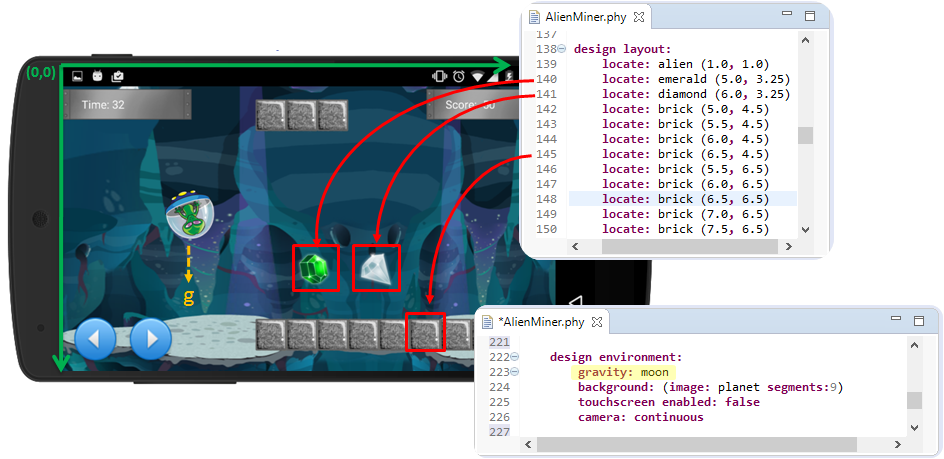 (0,0)
Time: 32
g
AlienMiner.phy
137
138 design layout:
139 locate: alien (1.0, 1.0)
140 locate: emerald (5.0, 3.25)
141 locate: diamond (6.0, 3.25)
142 locate: brick (5.0, 4.5)
143 locate: brick (5.5, 4.5)
144 locate: brick (6.0, 4.5)
145 locate: brick (6.5, 4.5)
146 locate: brick (5.5, 6.5)
147 locate: brick (6.0, 6.5)
148 locate: brick (6.5, 6.5)
149 locate: brick (7.0, 6.5)
150 locate: brick (7.5, 6.5)
*AlienMiner.phy
221
222 design environment:
223 gravity: moon
224 background: (image: planet segments:9)
225 touchscreen enabled: false
226 camera: continuous
227